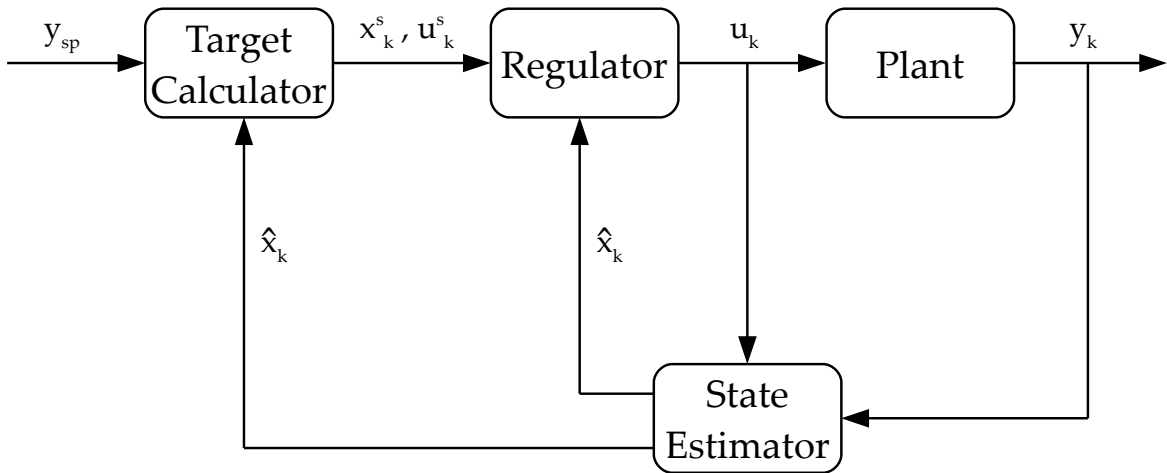 y_sp
Target
Calculator
x^s_k , u^s_k
Regulator
u_k
Plant
y_k
x̂_k
x̂_k
State
Estimator